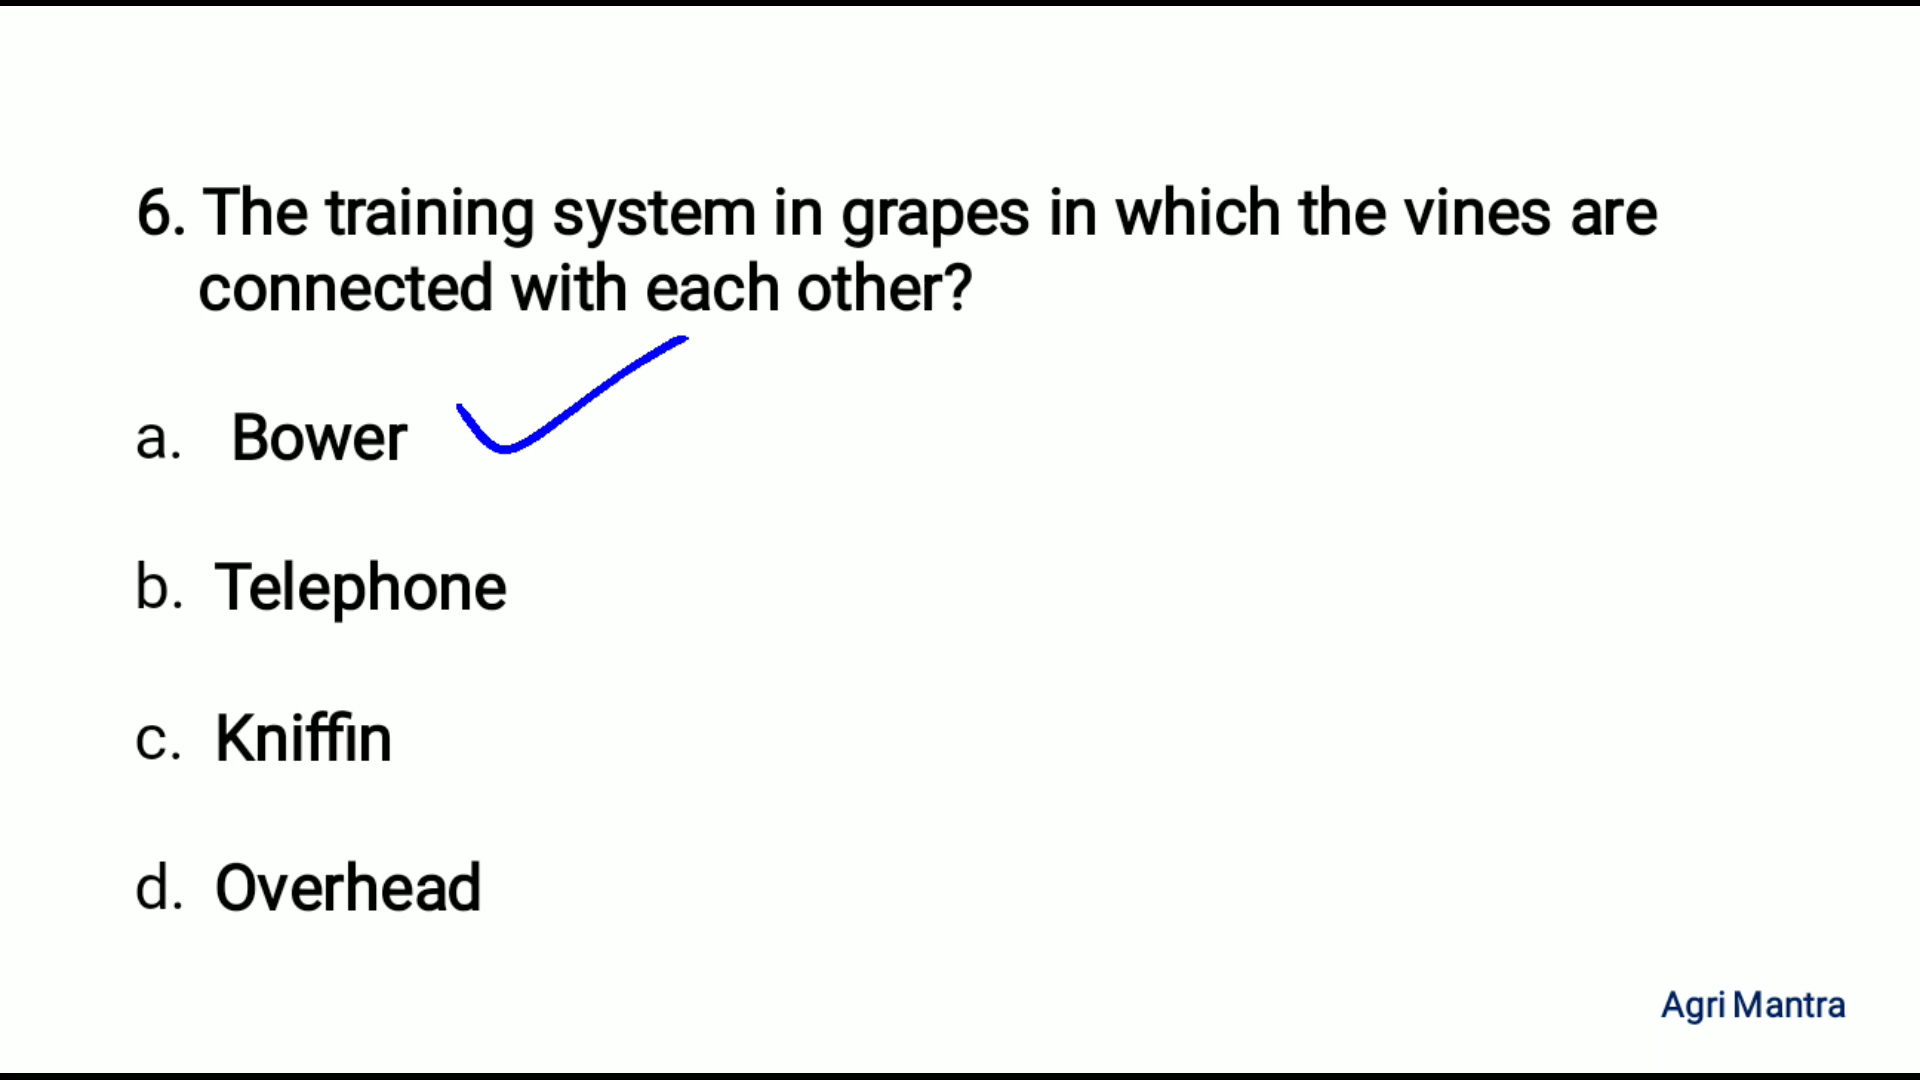 6. The training system in grapes in which the vines are
connected with each other?
a. Bower
b. Telephone
c. Kniffin
d. Overhead
Agri Mantra